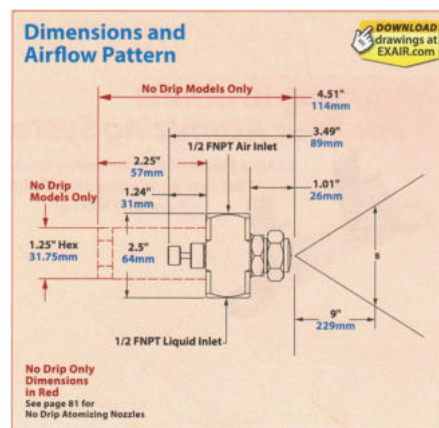 Dimensions and
Airflow Pattern
DOWNLOAD
drawings at
EXAIR.com
No Drip Models Only
4.51"
114mm
3.49"
89mm
1/2 FNPT Air Inlet
2.25"
57mm
1.24"
31mm
1.01"
26mm
No Drip
Models Only
1.25" Hex
31.75mm
2.5"
64mm
9"
229mm
1/2 FNPT Liquid Inlet
No Drip Only
Dimensions
in Red
See page 81 for
No Drip Atomizing Nozzles